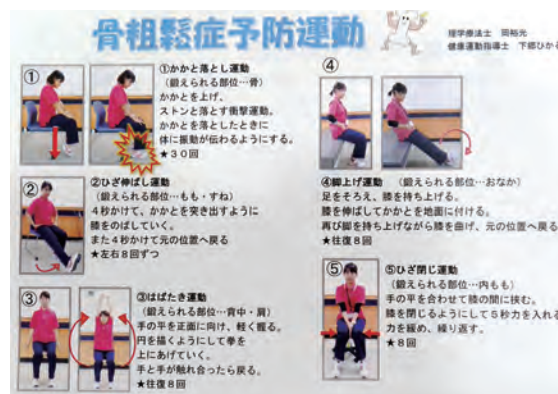 骨粗鬆症予防運動
理学療法士 岡裕元
健康運動指導士 下郷ひかる
①
①かかと落とし運動
(鍛えられる部位…骨)
かかとを上げ、
ストンと落とす衝撃運動。
かかとを落としたときに
体に振動が伝わるようにする。
★30回
②
②ひざ伸ばし運動
(鍛えられる部位…もも・すね)
4秒かけて、かかとを突き出すように
膝をのばしていく。
また4秒かけて元の位置へ戻る
★左右8回ずつ
③
③はばたき運動
(鍛えられる部位…背中・肩)
手の平を正面に向け、軽く握る。
円を描くようにして拳を
上にあげていく。
手と手が触れ合ったら戻る。
★往復8回
④
④脚上げ運動 (鍛えられる部位…おなか)
足をそろえ、膝を持ち上げる。
膝を伸ばしてかかとを地面に付ける。
再び脚を持ち上げながら膝を曲げ、元の位置へ戻る
★往復8回
⑤
⑤ひざ閉じ運動
(鍛えられる部位…内もも)
手の平を合わせて膝の間に挟む。
膝を閉じるようにして5秒力を入れる
力を緩め、繰り返す。
★8回